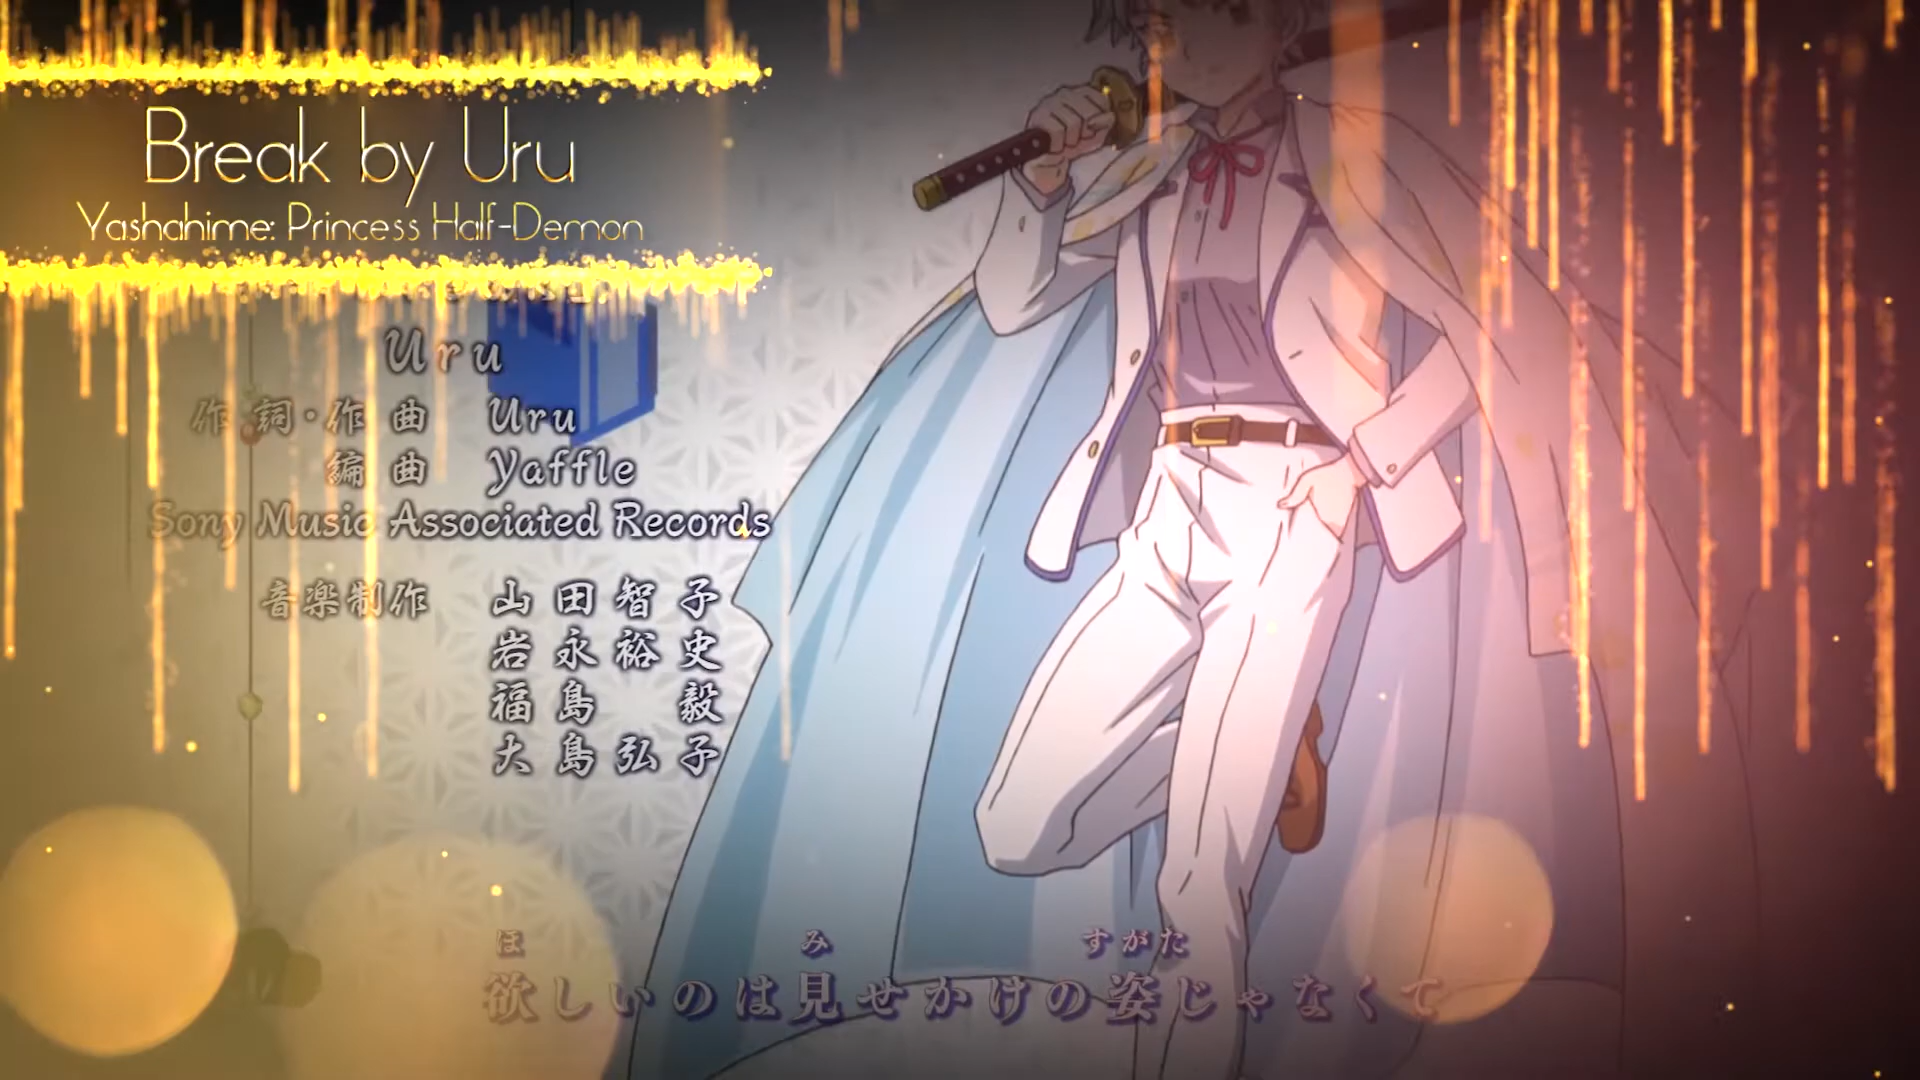 Break by Uru
Yashahime: Princess Half-Demon
Uru
作詞・作曲 Uru
編曲 Yaffle
Sony Music Associated Records
音楽制作 山田智子
岩永裕史
福島 毅
大島弘子
ほ み すがた
欲しいのは見せかけの姿じゃなくて